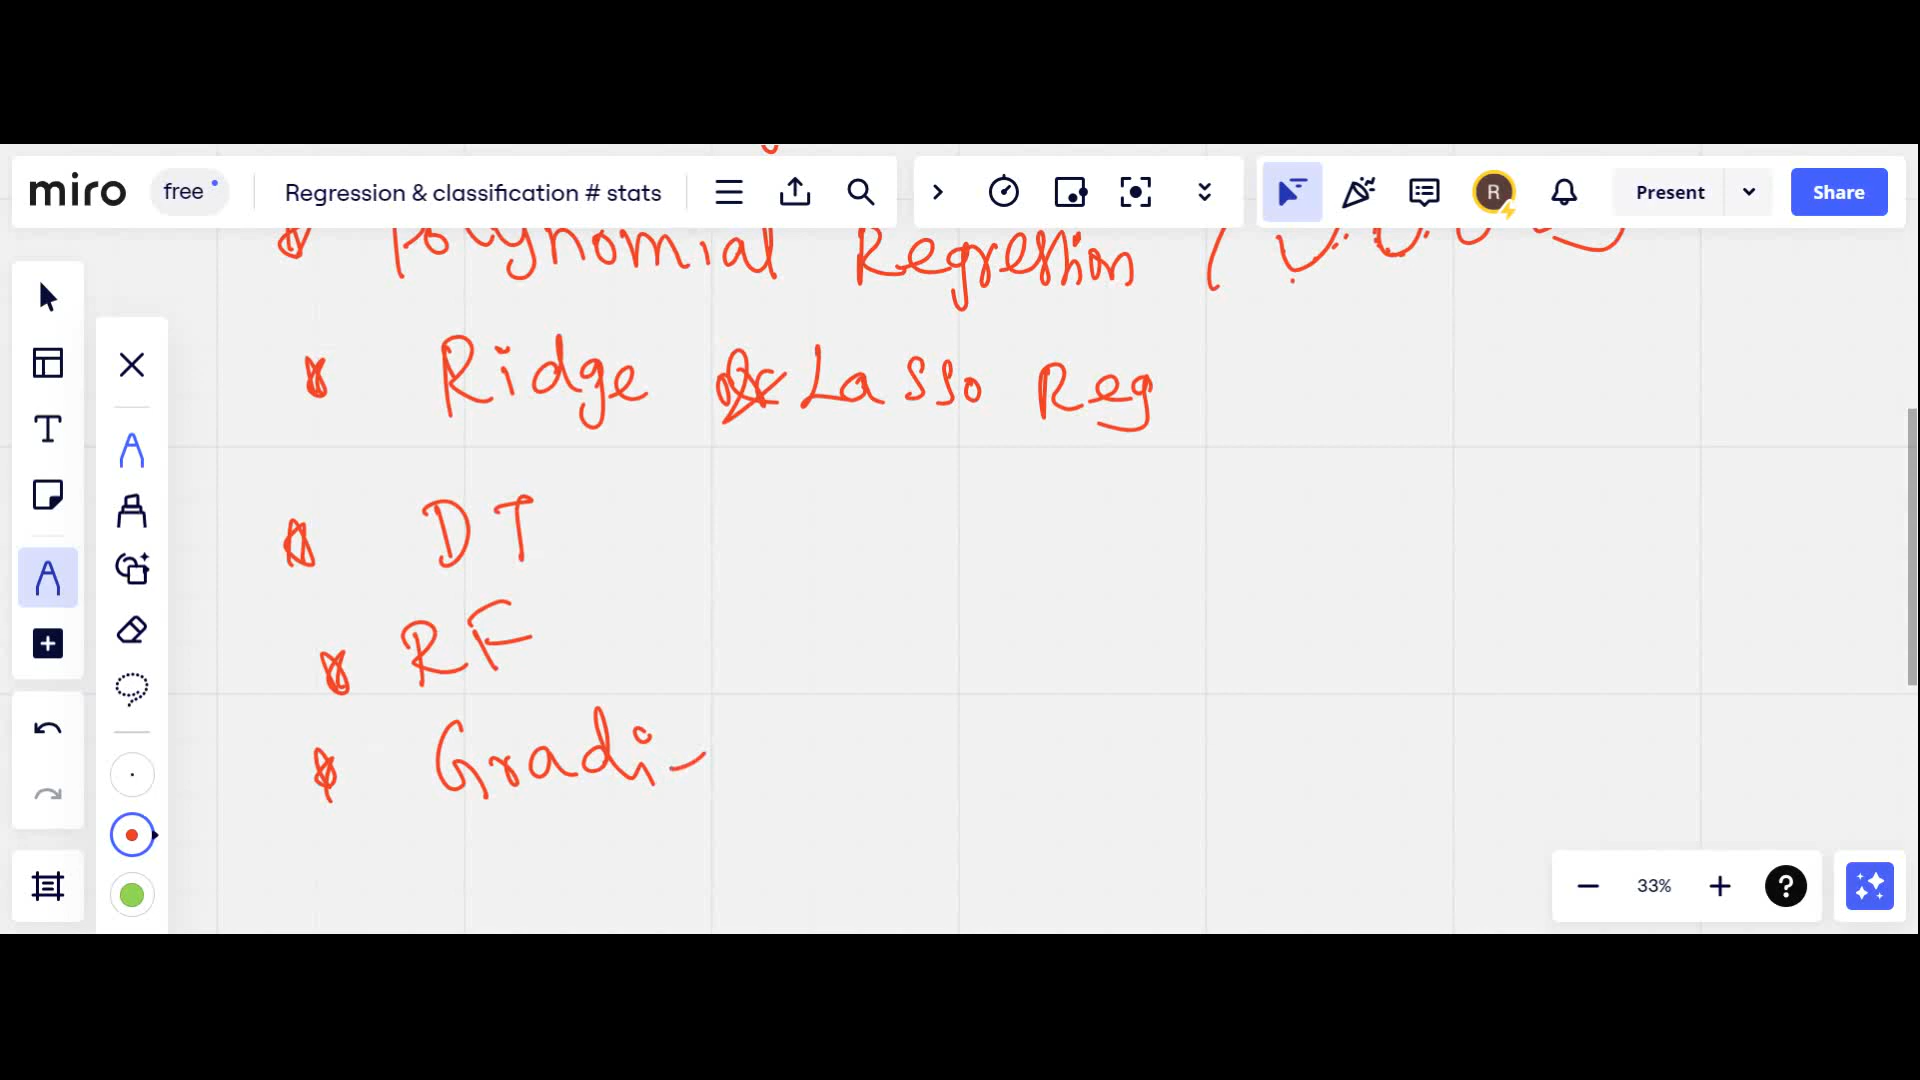 miro free Regression & classification # stats R Present Share
Polynomial Regression (
Ridge & Lasso Reg
DT
RF
Gradi
33% ?